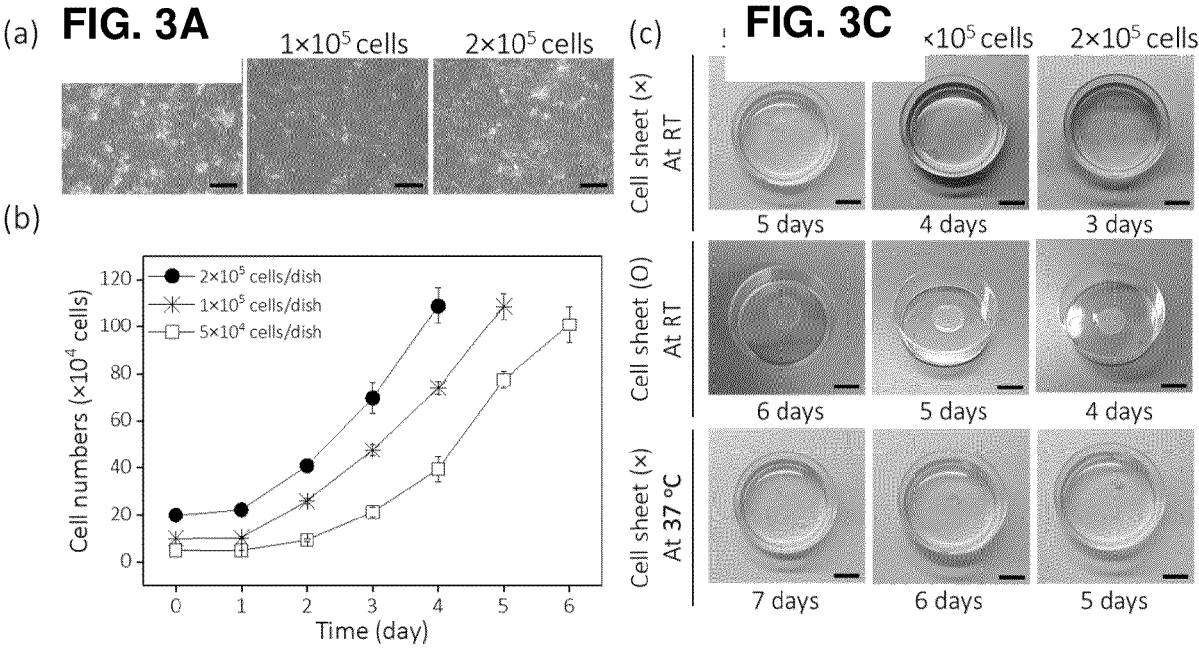 (a) FIG. 3A
1×10⁵ cells 2×10⁵ cells
(b)
120
100
80
60
40
20
0
Cell numbers (×10⁴ cells)
2×10⁵ cells/dish
1×10⁵ cells/dish
5×10⁴ cells/dish
0 1 2 3 4 5 6
Time (day)
(c) FIG. 3C
×10⁵ cells 2×10⁵ cells
Cell sheet (×)
At RT
5 days 4 days 3 days
Cell sheet (O)
At RT
6 days 5 days 4 days
Cell sheet (×)
At 37 °C
7 days 6 days 5 days